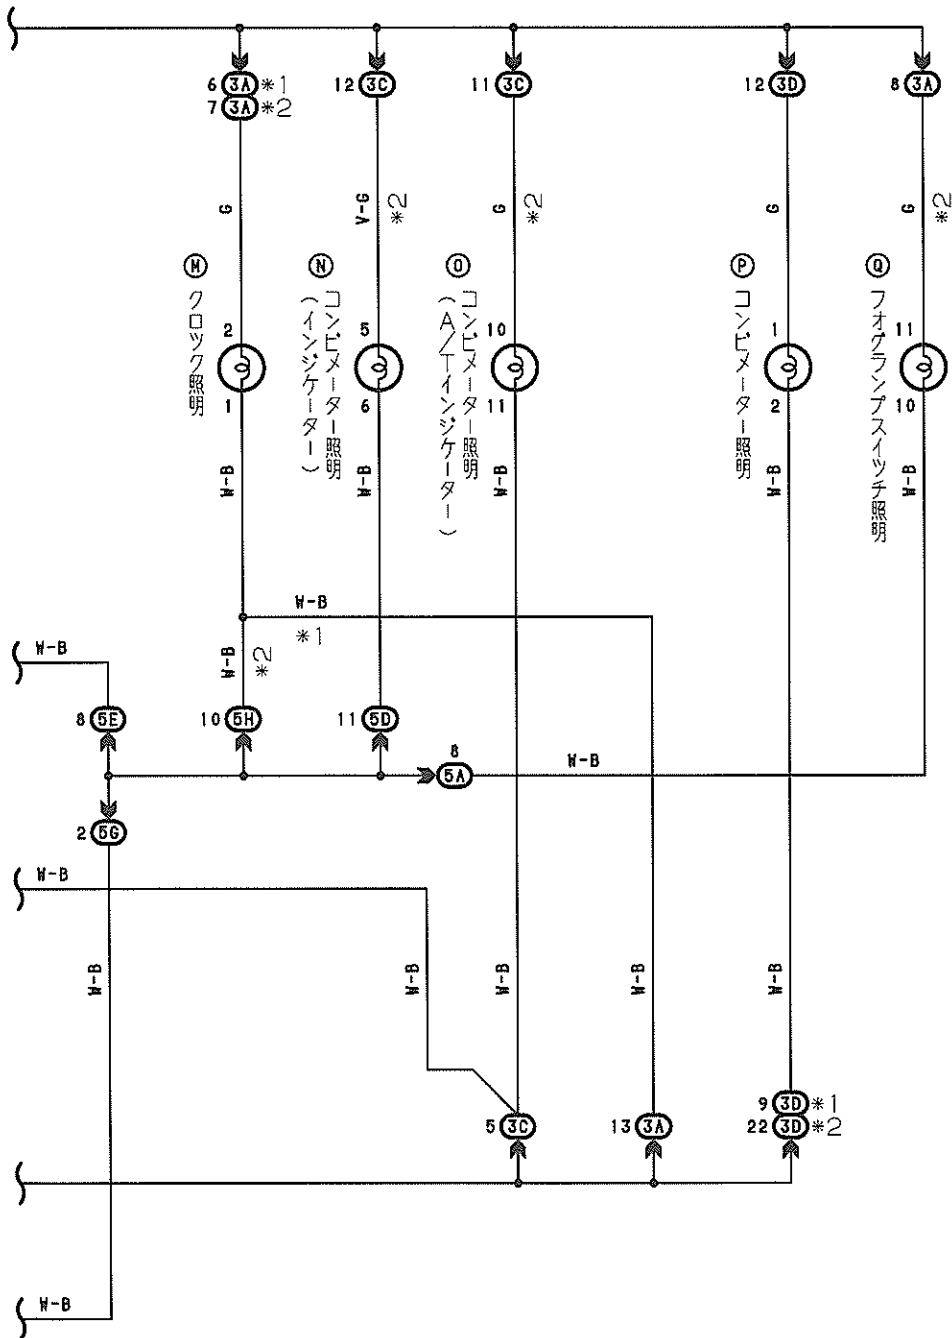 6 3A *1
7 3A *2
12 3C
11 3C
12 3D
8 3A
G
V-G
*2
G
*2
G
G
*2
M クロック照明
N コンビメーター照明
(インジケーター)
O コンビメーター照明
(A/Tインジケーター)
P コンビメーター照明
Q フオグランプスイッチ照明
2
5
10
1
11
1
6
11
2
10
W-B
W-B
W-B
W-B
W-B
W-B
*1
W-B
W-B
*2
8 5E
10 5H
11 5D
8
5A
W-B
2 5G
W-B
W-B
W-B
W-B
W-B
W-B
9 3D *1
22 3D *2
5 3C
13 3A
W-B